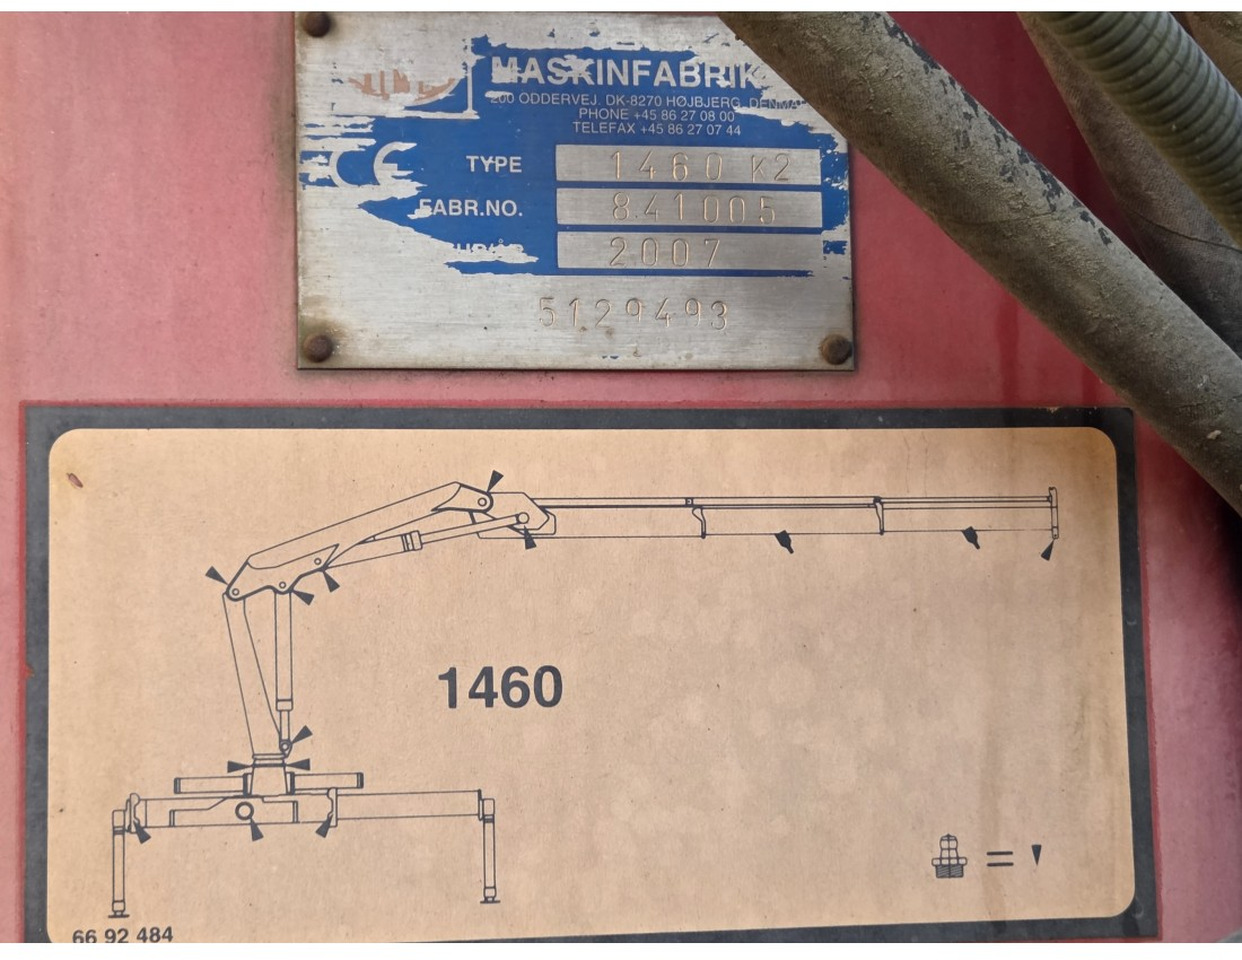 MASKINFABRIK
200 ODDERVEJ. DK-8270 HØJBJERG. DENMA
PHONE +45 86 27 08 00
TELEFAX +45 86 27 07 44
CE
TYPE 1460 K2
FABR.NO. 841005
2007
5129493
1460
=
66 92 484